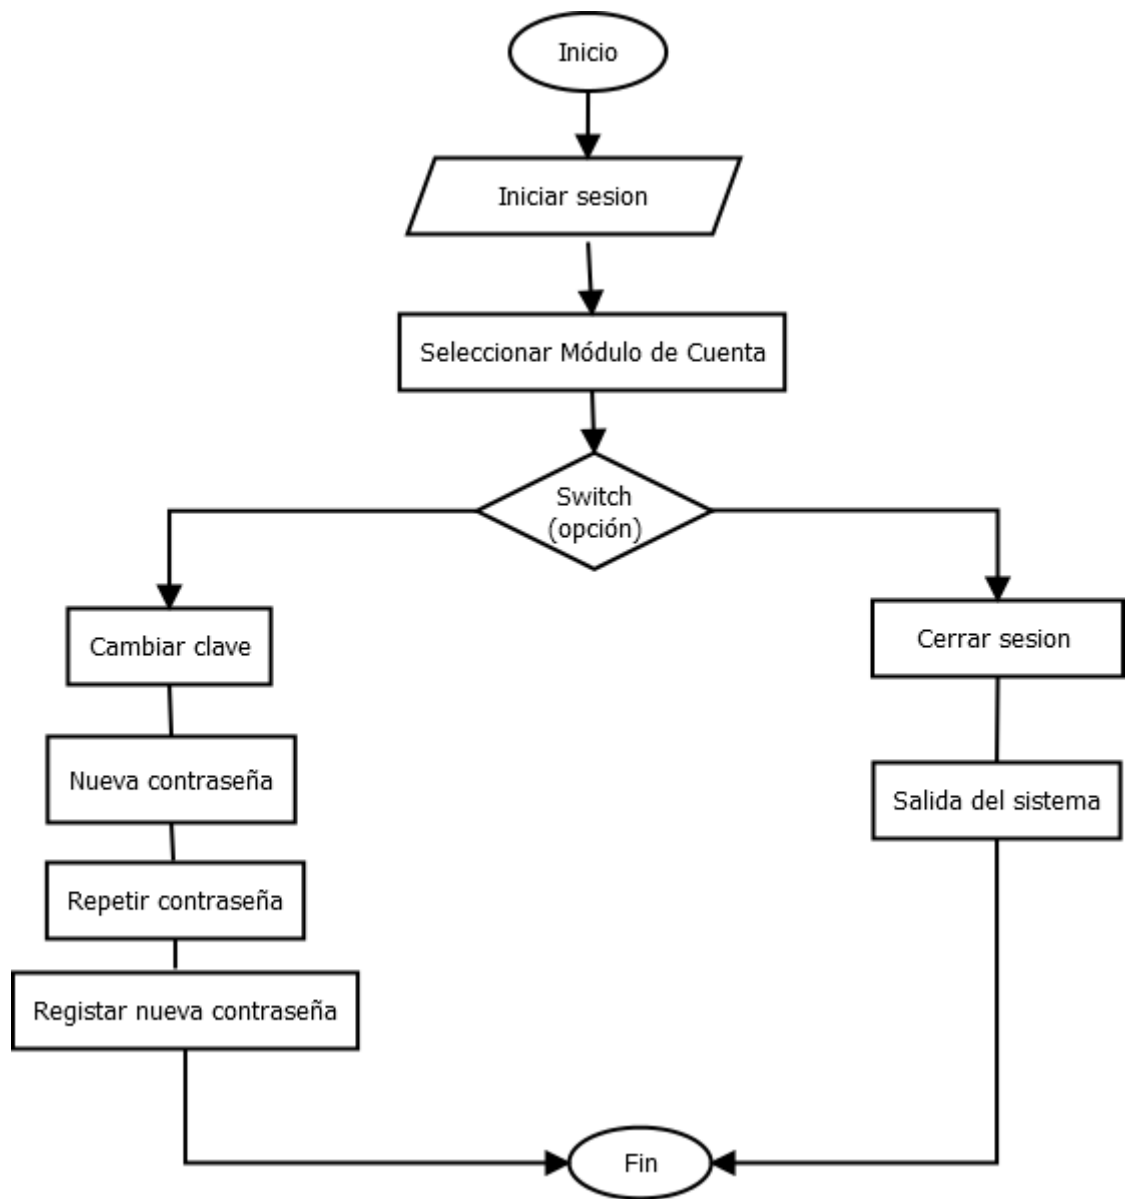 Inicio
Iniciar sesion
Seleccionar Módulo de Cuenta
Switch
(opción)
Cambiar clave
Nueva contraseña
Repetir contraseña
Registar nueva contraseña
Cerrar sesion
Salida del sistema
Fin